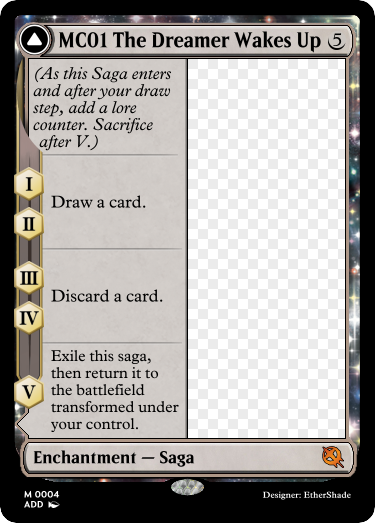 MC01 The Dreamer Wakes Up 5
(As this Saga enters
and after your draw
step, add a lore
counter. Sacrifice
after V.)
I
Draw a card.
II
III
Discard a card.
IV
Exile this saga,
then return it to
the battlefield
V
transformed under
your control.
Enchantment — Saga
M 0004
ADD
Designer: EtherShade